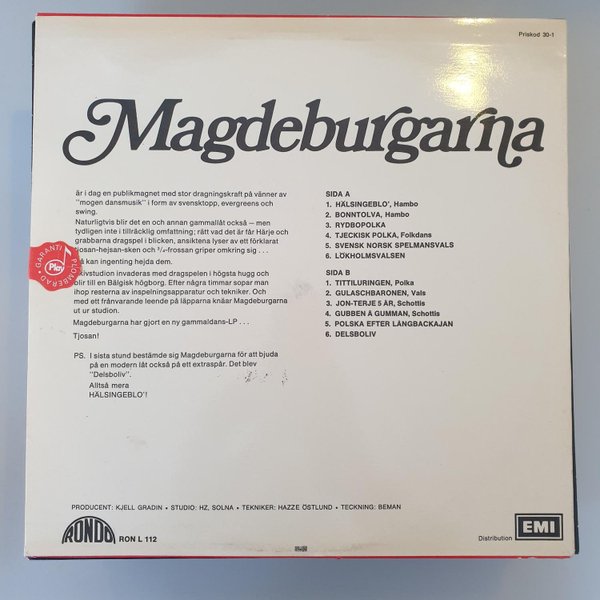 Priskod 30-1
Magdeburgarna
är i dag en publikmagnet med stor dragningskraft på vänner av
"mogen dansmusik" i form av svensktopp, evergreens och
swing.
Naturligtvis blir det en och annan gammallåt också — men
tydligen inte i tillräcklig omfattning; rätt vad det är får Härje och
grabbarna dragspel i blicken, ansiktena lyser av ett förklarat
tjosan-hejsan-sken och ³/₄-frossan griper omkring sig . . .
kan ingenting hejda dem.
studion invaderas med dragspelen i högsta hugg och
blir till en Bälgisk högborg. Efter några timmar sopar man
ihop resterna av inspelningsapparatur och tekniker. Och
med ett frånvarande leende på läpparna knäar Magdeburgarna
ut ur studion.
Magdeburgarna har gjort en ny gammaldans-LP . . .
Tjosan!
PS. I sista stund bestämde sig Magdeburgarna för att bjuda
på en modern låt också på ett extraspår. Det blev
"Delsboliv".
Alltså mera
HÄLSINGEBLO'!
GARANTI
Play
PLOMBERAD
SIDA A
1. HÄLSINGEBLO', Hambo
2. BONNTOLVA, Hambo
3. RYDBOPOLKA
4. TJECKISK POLKA, Folkdans
5. SVENSK NORSK SPELMANSVALS
6. LÖKHOLMSVALSEN
SIDA B
1. TITTILURINGEN, Polka
2. GULASCHBARONEN, Vals
3. JON-TERJE 5 ÅR, Schottis
4. GUBBEN Å GUMMAN, Schottis
5. POLSKA EFTER LÅNGBACKAJAN
6. DELSBOLIV
PRODUCENT: KJELL GRADIN • STUDIO: HZ, SOLNA • TEKNIKER: HAZZE ÖSTLUND • TECKNING: BEMAN
RONDO
RON L 112
Distribution
EMI